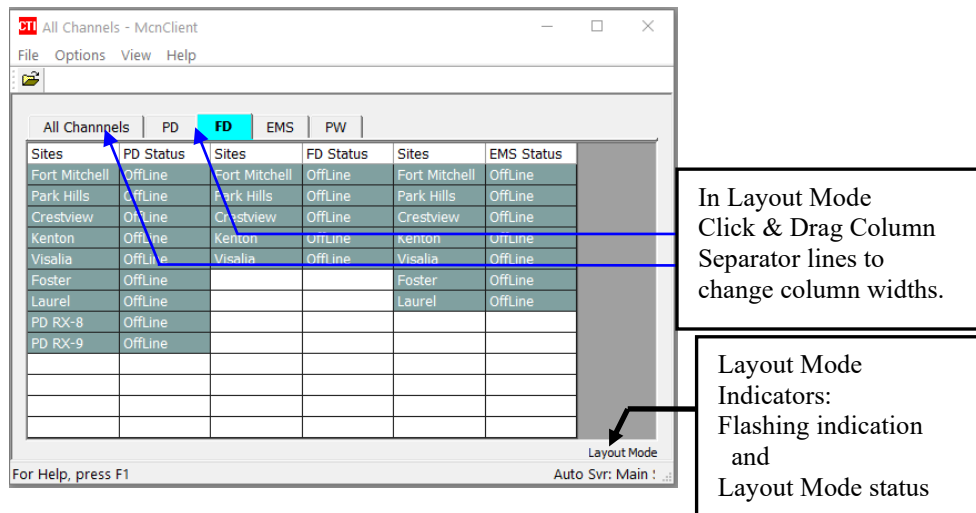 CTI All Channels - McnClient
File Options View Help
All Channnels PD FD EMS PW
Sites PD Status Sites FD Status Sites EMS Status
Fort Mitchell OffLine Fort Mitchell OffLine Fort Mitchell OffLine
Park Hills OffLine Park Hills OffLine Park Hills OffLine
Crestview OffLine Crestview OffLine Crestview OffLine
Kenton OffLine Kenton OffLine Kenton OffLine
Visalia OffLine Visalia OffLine Visalia OffLine
Foster OffLine Foster OffLine
Laurel OffLine Laurel OffLine
PD RX-8 OffLine
PD RX-9 OffLine
Layout Mode
For Help, press F1 Auto Svr: Main
In Layout Mode
Click & Drag Column
Separator lines to
change column widths.
Layout Mode
Indicators:
Flashing indication
and
Layout Mode status